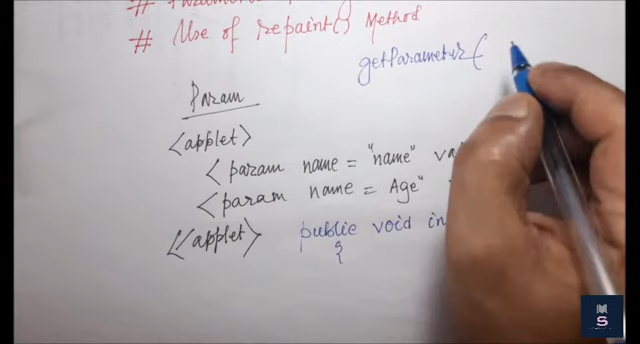 # Use of repaint() Method
getParameter(
Param
<applet>
<param name = "name" va
<param name = Age"
</applet> public void in
{
S